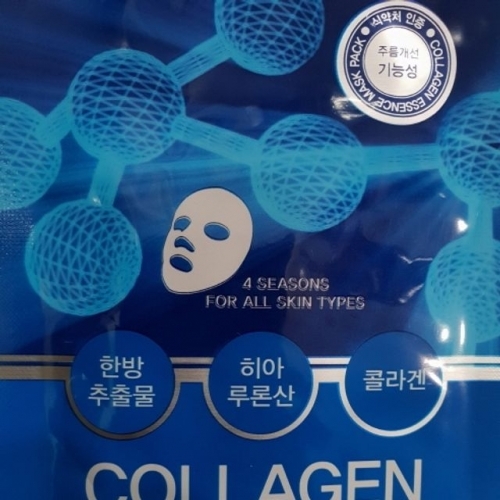 식약처 인증
주름개선
기능성
COLLAGEN ESSENCE MASK PACK
4 SEASONS
FOR ALL SKIN TYPES
한방
추출물
히아
루론산
콜라겐
COLLAGEN